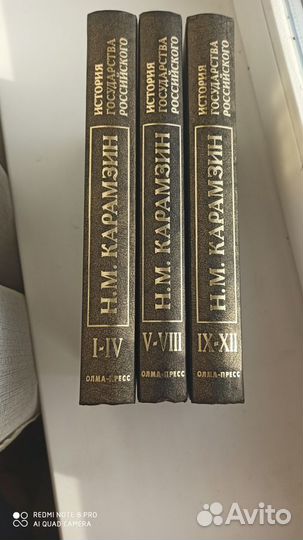 ИСТОРИЯ
ГОСУДАРСТВА
РОССИЙСКОГО
Н.М. КАРАМЗИН
I-IV
ОЛМА-ПРЕСС
ИСТОРИЯ
ГОСУДАРСТВА
РОССИЙСКОГО
Н.М. КАРАМЗИН
V-VIII
ОЛМА-ПРЕСС
ИСТОРИЯ
ГОСУДАРСТВА
РОССИЙСКОГО
Н.М. КАРАМЗИН
IX-XII
ОЛМА-ПРЕСС
REDMI NOTE 8 PRO
AI QUAD CAMERA
Avito